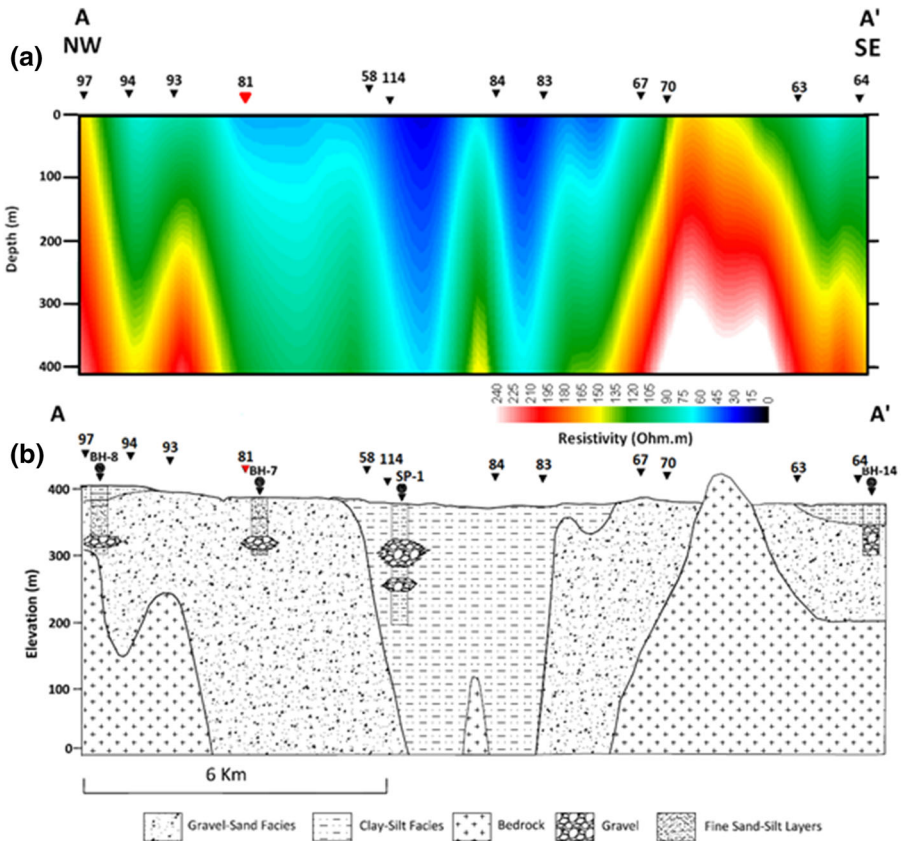 A A'
(a) NW SE
97 94 93 81 58 114 84 83 67 70 63 64
0
100
200
300
400
Depth (m)
240 225 210 195 180 165 150 135 120 105 90 75 60 45 30 15 0
Resistivity (Ohm.m)
A A'
(b) 97 94 93 81 58 114 84 83 67 70 63 64
BH-8 BH-7 SP-1 BH-14
400
300
200
100
0
Elevation (m)
6 Km
Gravel-Sand Facies Clay-Silt Facies Bedrock Gravel Fine Sand-Silt Layers